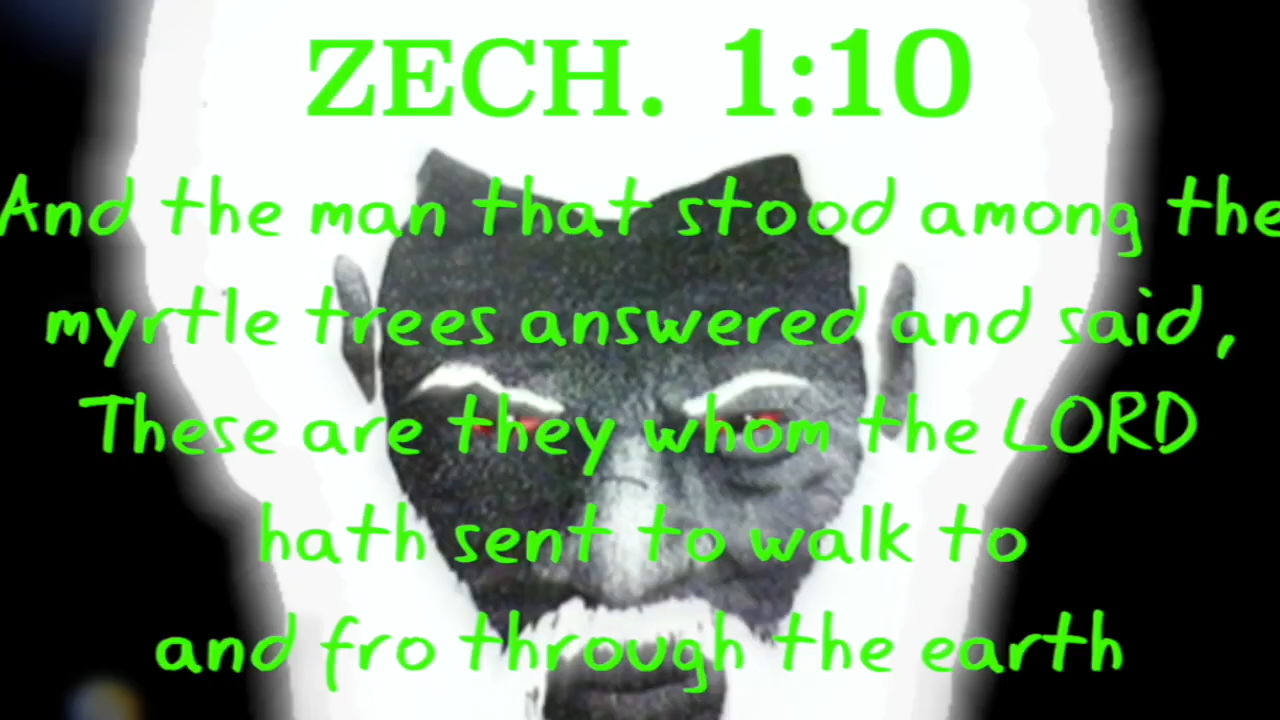 ZECH. 1:10
And the man that stood among the
myrtle trees answered and said,
These are they whom the LORD
hath sent to walk to
and fro through the earth